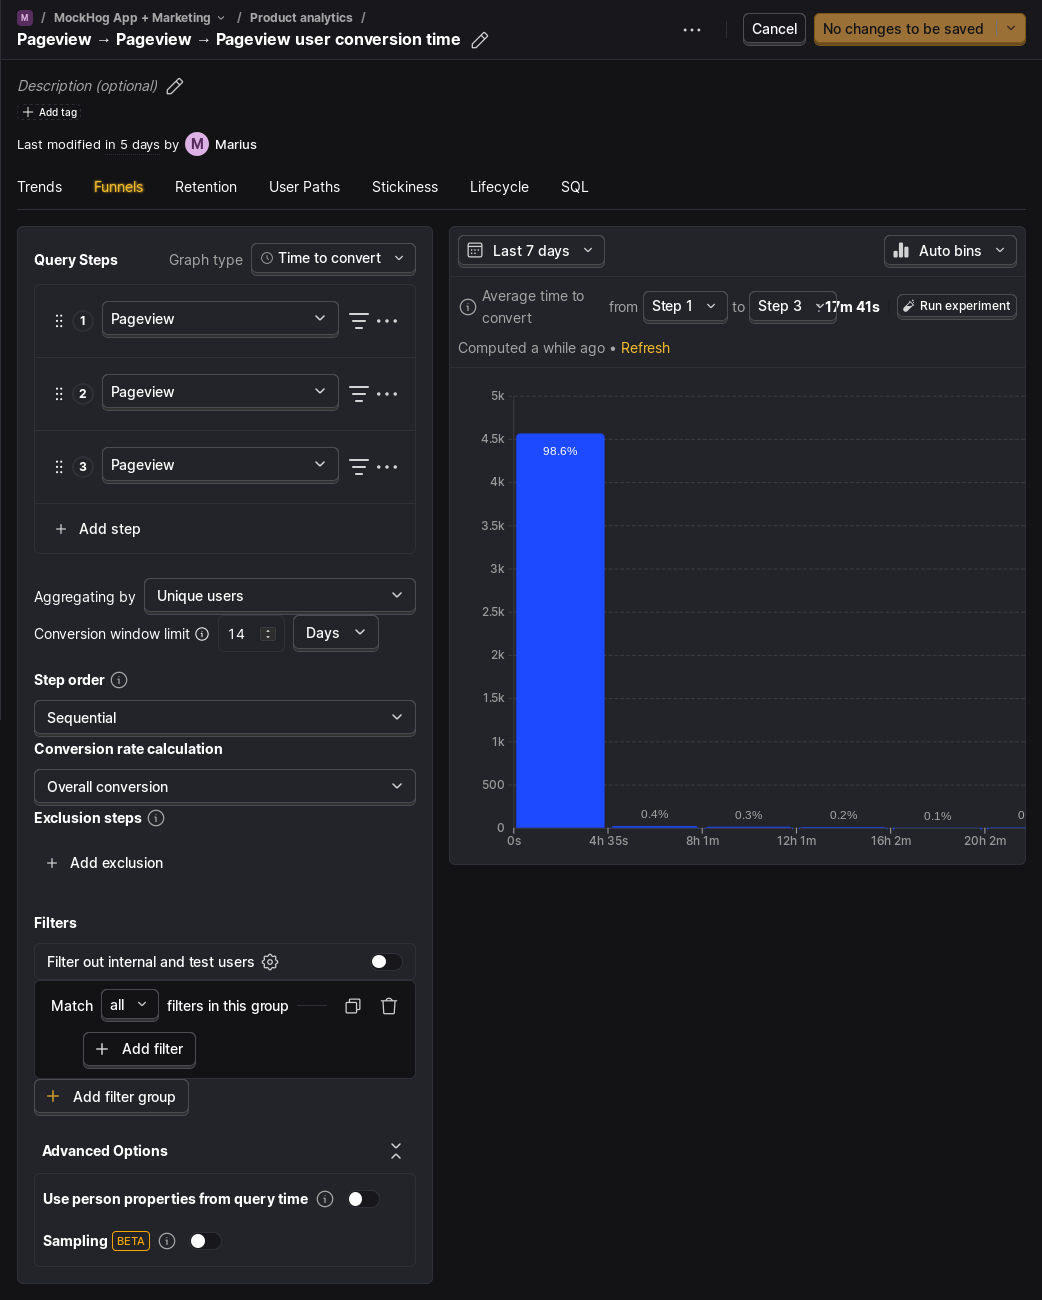 M / MockHog App + Marketing / Product analytics /
Pageview → Pageview → Pageview user conversion time
Cancel
No changes to be saved
Description (optional)
Add tag
Last modified in 5 days by M Marius
Trends Funnels Retention User Paths Stickiness Lifecycle SQL
Query Steps
Graph type Time to convert
1 Pageview
2 Pageview
3 Pageview
Add step
Aggregating by Unique users
Conversion window limit 14 Days
Step order
Sequential
Conversion rate calculation
Overall conversion
Exclusion steps
Add exclusion
Filters
Filter out internal and test users
Match all filters in this group
Add filter
Add filter group
Advanced Options
Use person properties from query time
Sampling BETA
Last 7 days
Auto bins
Average time to
convert
from Step 1 to Step 3 17m 41s
Run experiment
Computed a while ago • Refresh
5k
4.5k
4k
3.5k
3k
2.5k
2k
1.5k
1k
500
0
98.6%
0.4%
0.3%
0.2%
0.1%
0s 4h 35s 8h 1m 12h 1m 16h 2m 20h 2m